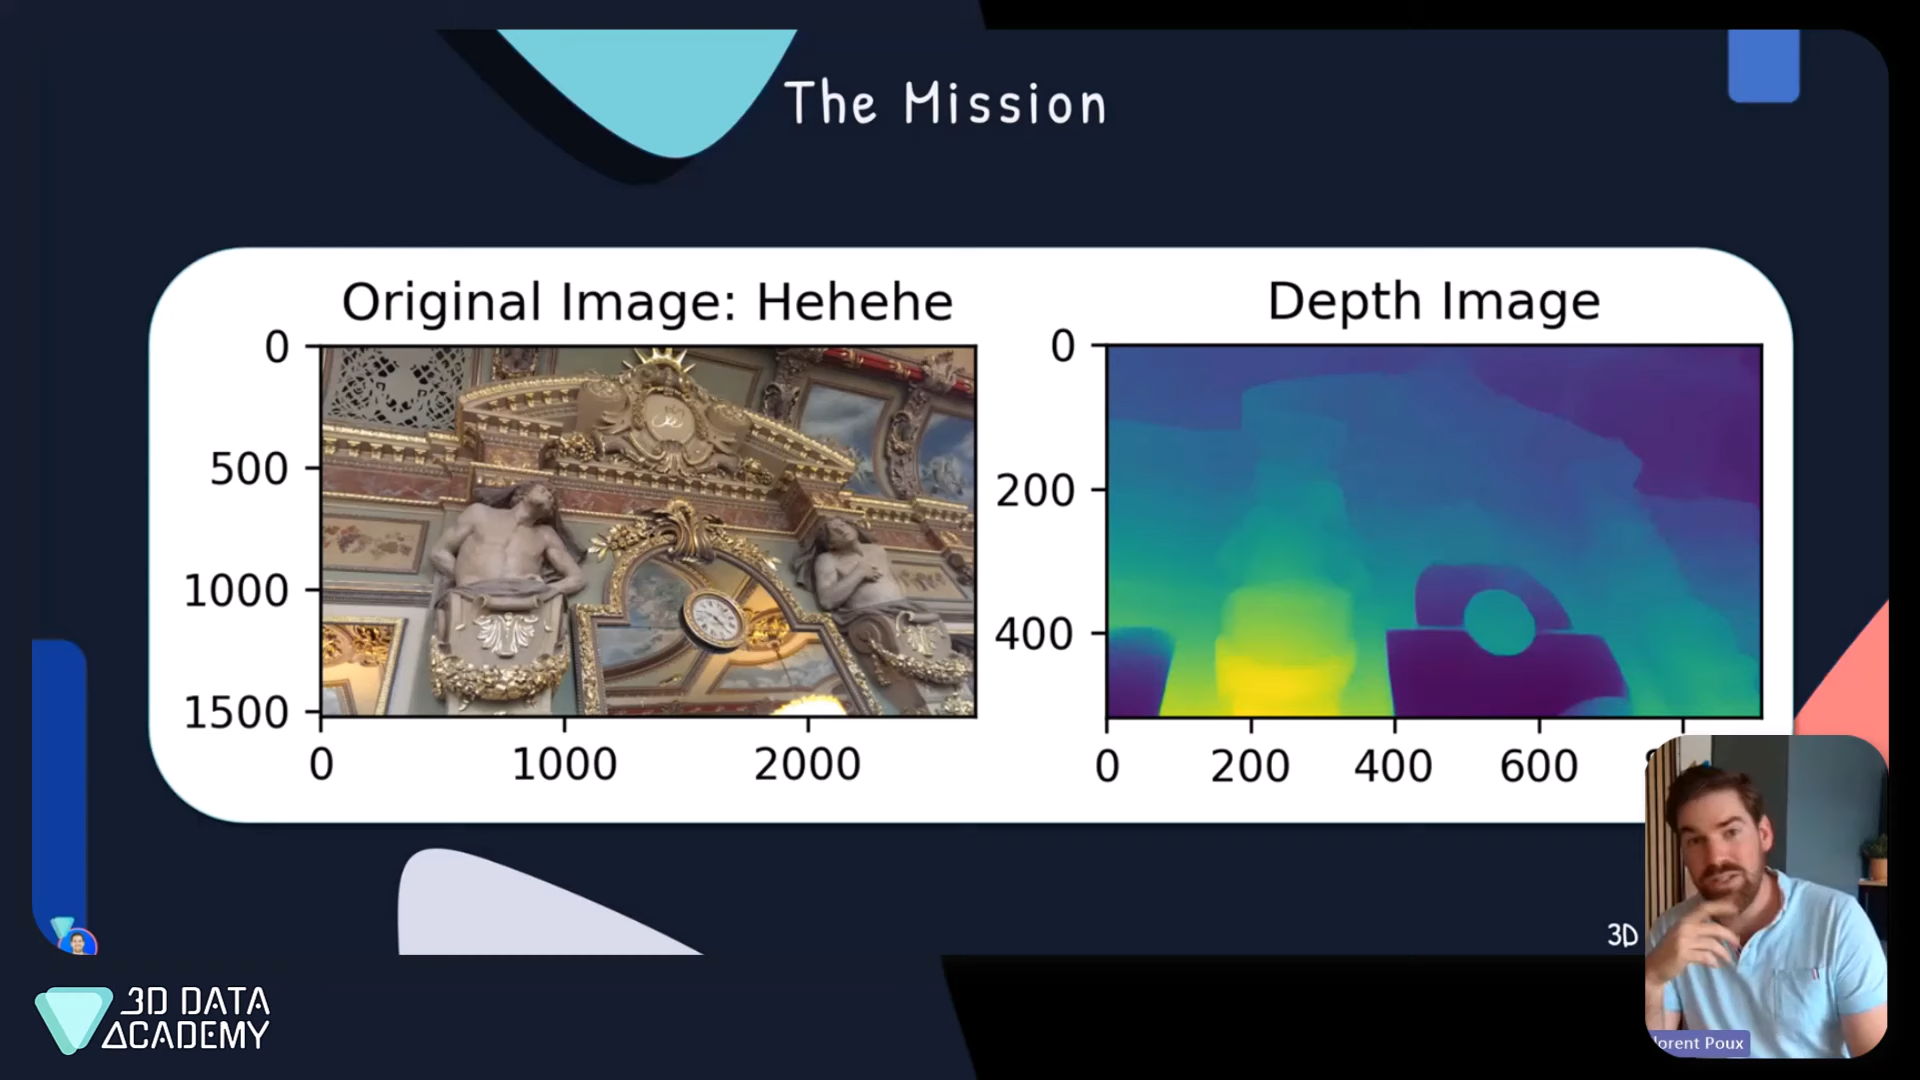 The Mission
Original Image: Hehehe
Depth Image
0
500
1000
1500
0
1000
2000
0
200
400
0
200
400
600
3D
3D DATA
ACADEMY
lorent Poux